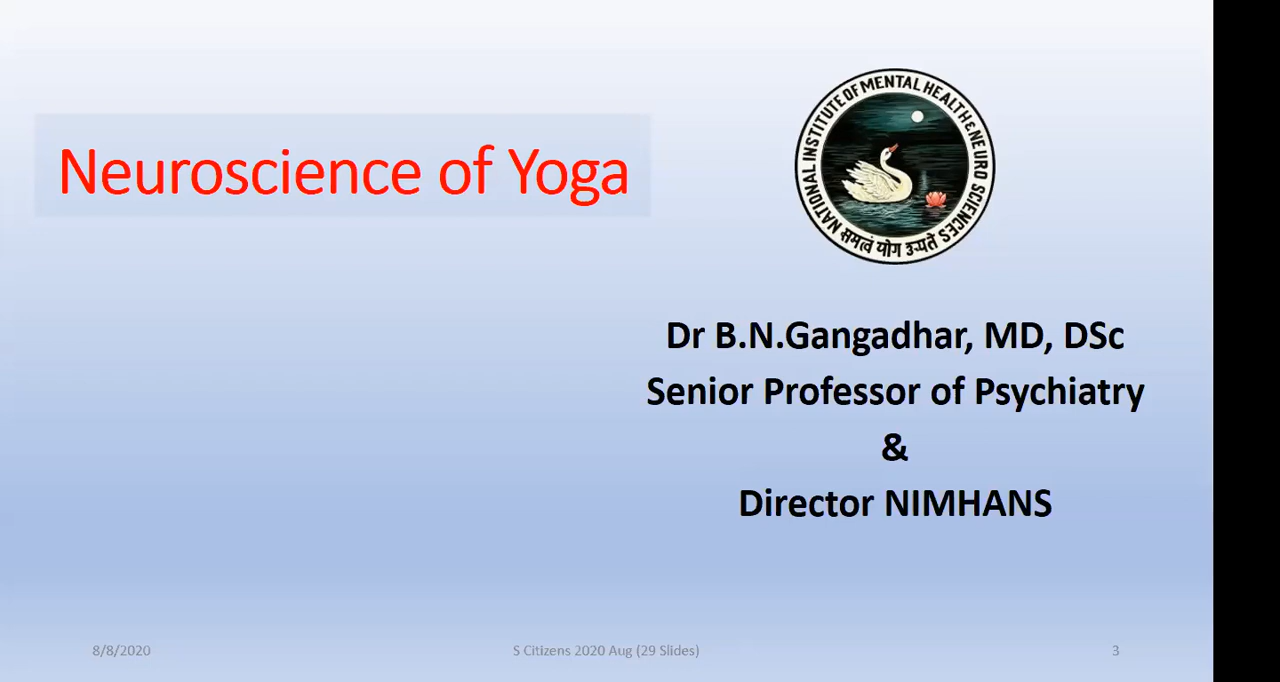 Neuroscience of Yoga
NATIONAL INSTITUTE OF MENTAL HEALTH & NEURO SCIENCES
समत्वं योग उच्यते
Dr B.N.Gangadhar, MD, DSc
Senior Professor of Psychiatry
&
Director NIMHANS
8/8/2020
S Citizens 2020 Aug (29 Slides)
3